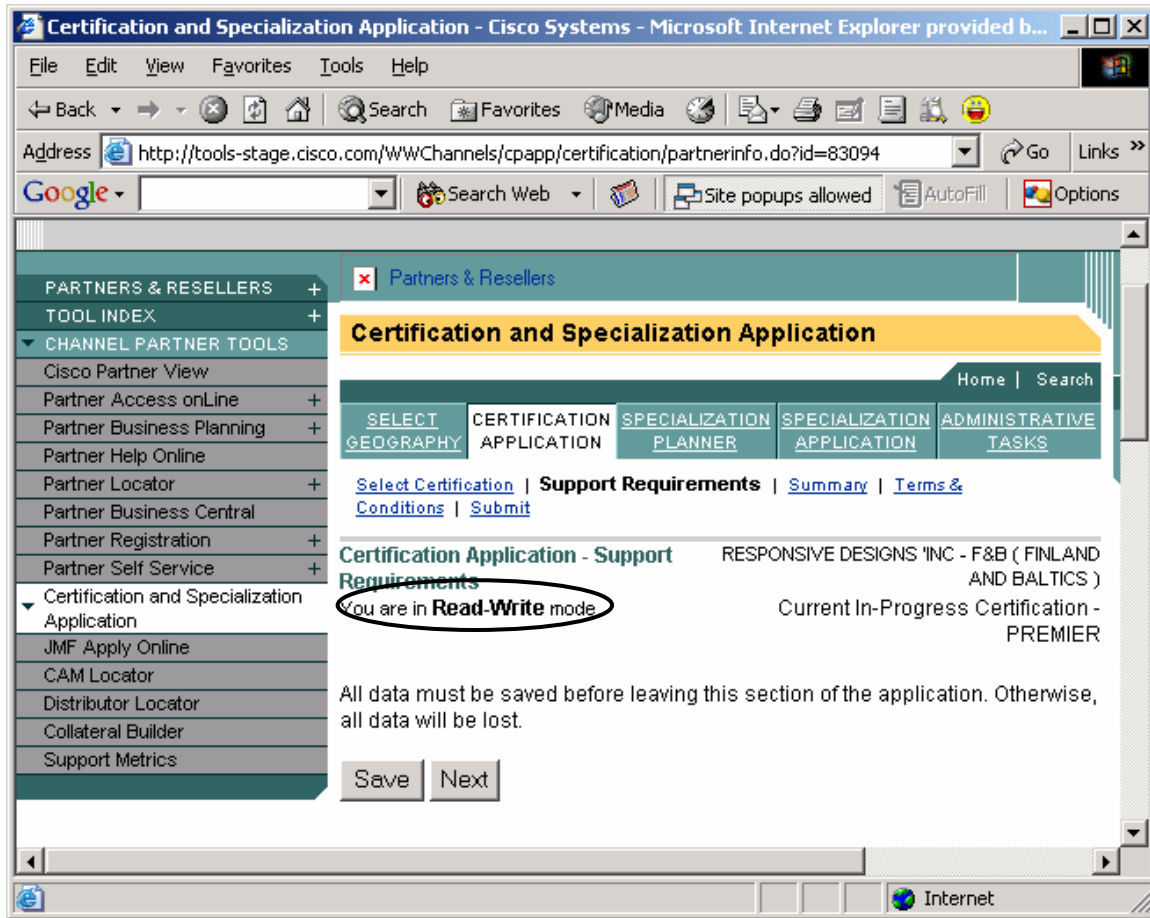 Certification and Specialization Application - Cisco Systems - Microsoft Internet Explorer provided b...
File Edit View Favorites Tools Help
Back Search Favorites Media
Address http://tools-stage.cisco.com/WWChannels/cpapp/certification/partnerinfo.do?id=83094 Go Links »
Google Search Web Site popups allowed AutoFill Options
PARTNERS & RESELLERS +
TOOL INDEX +
CHANNEL PARTNER TOOLS
Cisco Partner View
Partner Access onLine +
Partner Business Planning +
Partner Help Online
Partner Locator +
Partner Business Central
Partner Registration +
Partner Self Service +
Certification and Specialization
Application
JMF Apply Online
CAM Locator
Distributor Locator
Collateral Builder
Support Metrics
Partners & Resellers
Certification and Specialization Application
Home | Search
SELECT GEOGRAPHY
CERTIFICATION APPLICATION
SPECIALIZATION PLANNER
SPECIALIZATION APPLICATION
ADMINISTRATIVE TASKS
Select Certification | Support Requirements | Summary | Terms &
Conditions | Submit
Certification Application - Support
Requirements
You are in Read-Write mode
RESPONSIVE DESIGNS 'INC - F&B ( FINLAND
AND BALTICS )
Current In-Progress Certification -
PREMIER
All data must be saved before leaving this section of the application. Otherwise,
all data will be lost.
Save Next
Internet